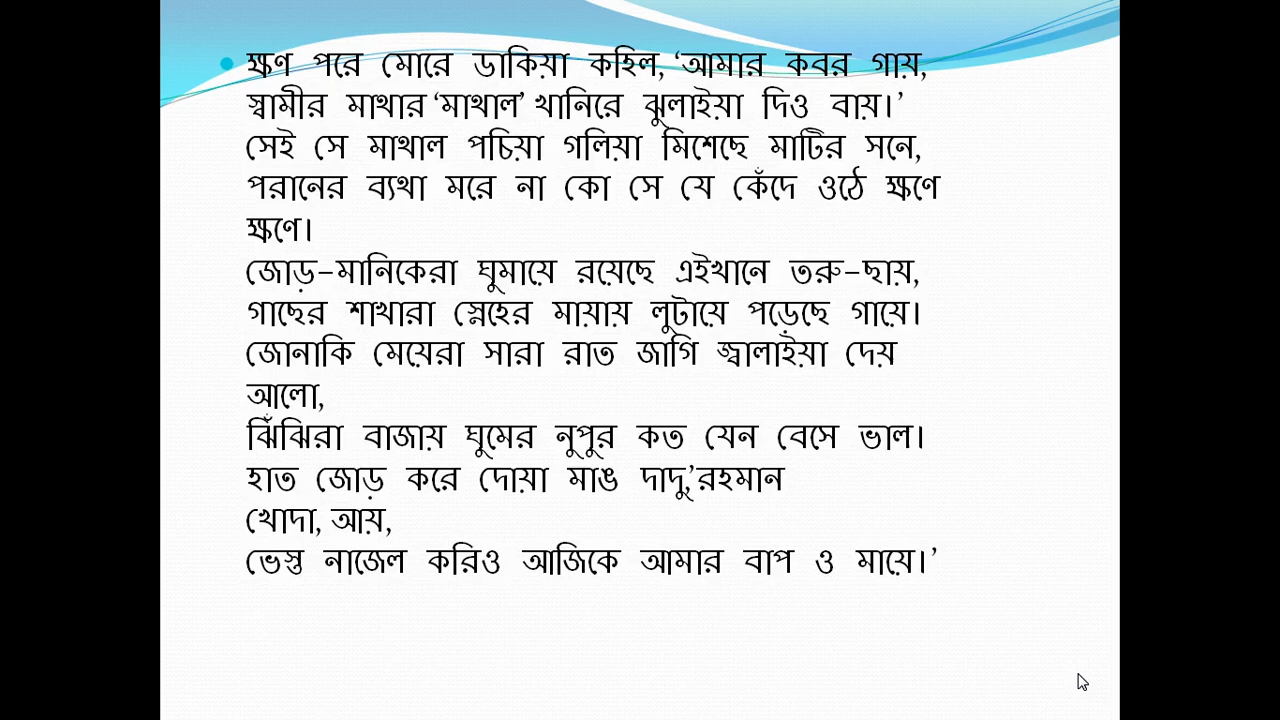 ক্ষণ পরে মোরে ডাকিয়া কহিল, ‘আমার কবর গায়,
স্বামীর মাথার ‘মাথাল’ খানিরে ঝুলাইয়া দিও বায়।’
সেই সে মাথাল পচিয়া গলিয়া মিশেছে মাটির সনে,
পরানের ব্যথা মরে না কো সে যে কেঁদে ওঠে ক্ষণে
ক্ষণে।
জোড়–মানিকেরা ঘুমায়ে রয়েছে এইখানে তরু–ছায়,
গাছের শাখারা স্নেহের মায়ায় লুটায়ে পড়েছে গায়ে।
জোনাকি মেয়েরা সারা রাত জাগি জ্বালাইয়া দেয়
আলো,
ঝিঁঝিরা বাজায় ঘুমের নুপুর কত যেন বেসে ভাল।
হাত জোড় করে দোয়া মাঙ দাদু,’রহমান
খোদা, আয়,
ভেস্ত নাজেল করিও আজিকে আমার বাপ ও মায়ে।’